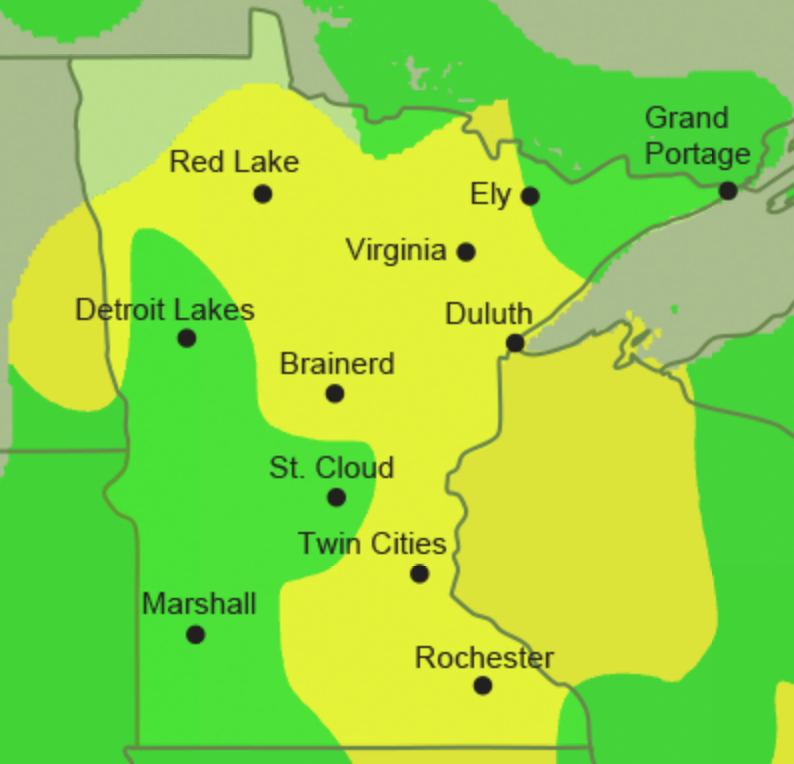 Grand
Portage
Red Lake
Ely
Virginia
Detroit Lakes
Duluth
Brainerd
St. Cloud
Twin Cities
Marshall
Rochester